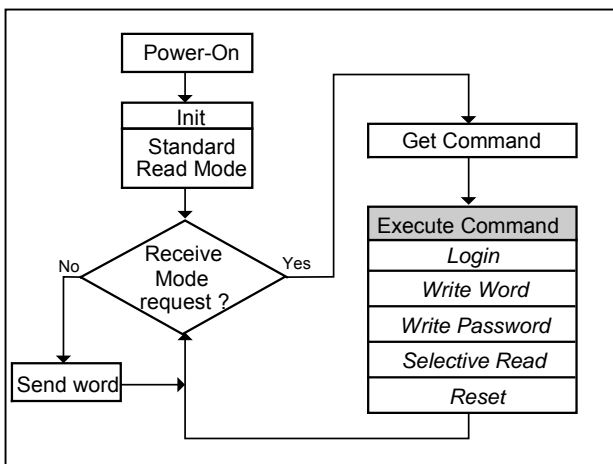 Power-On
Init
Standard
Read Mode
Receive
Mode
request ?
No
Yes
Send word
Get Command
Execute Command
Login
Write Word
Write Password
Selective Read
Reset